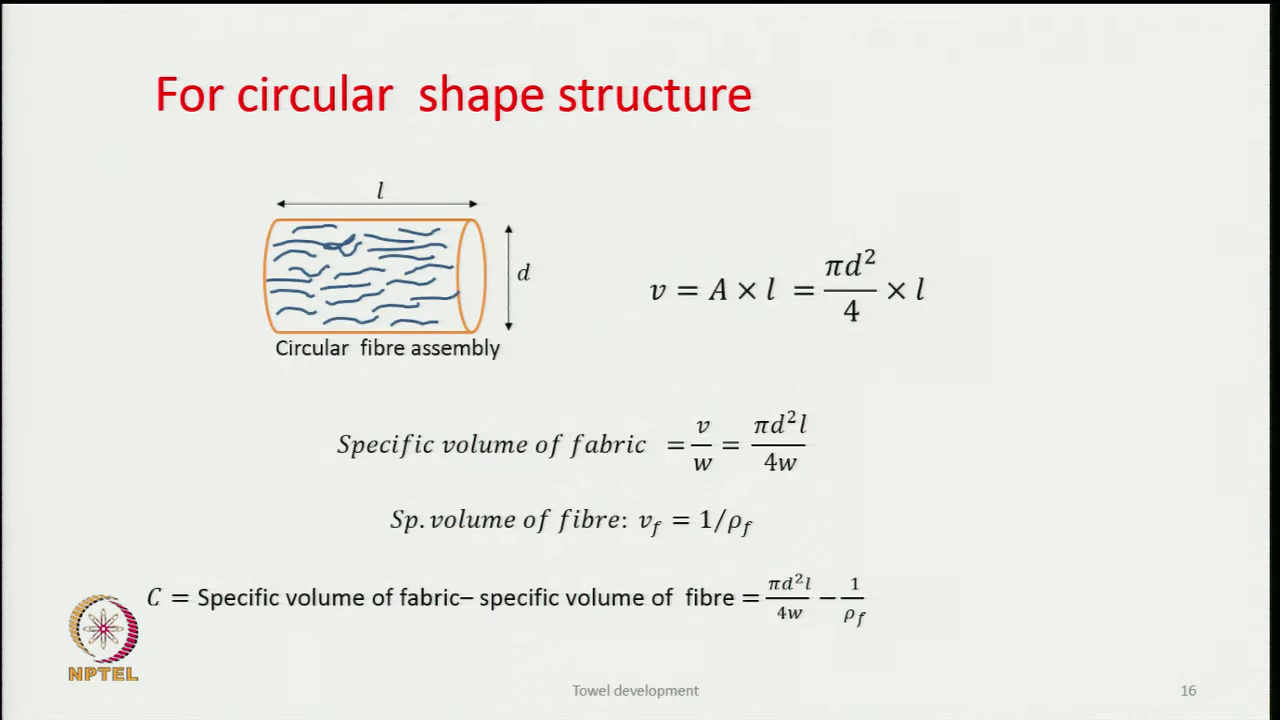 For circular shape structure
l
d
v = A × l = πd²/4 × l
Circular fibre assembly
Specific volume of fabric = v/w = πd²l/4w
Sp. volume of fibre: v_f = 1/ρ_f
C = Specific volume of fabric– specific volume of fibre = πd²l/4w − 1/ρ_f
NPTEL
Towel development
16